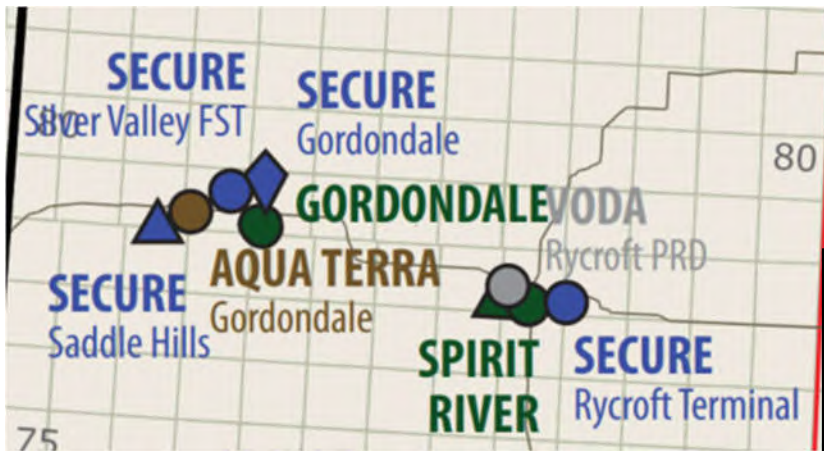 SECURE
Silver Valley FST
80
SECURE
Gordondale
80
GORDONDALE
VODA
Rycroft PRD
AQUA TERRA
Gordondale
SECURE
Saddle Hills
SPIRIT
RIVER
SECURE
Rycroft Terminal
75